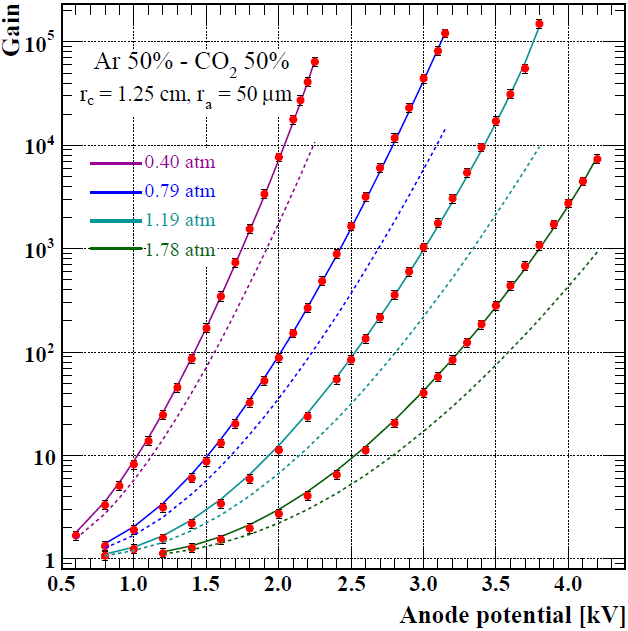 Gain
10^5
10^4
10^3
10^2
10
1
Ar 50% - CO₂ 50%
r_c = 1.25 cm, r_a = 50 μm
0.40 atm
0.79 atm
1.19 atm
1.78 atm
0.5 1.0 1.5 2.0 2.5 3.0 3.5 4.0
Anode potential [kV]